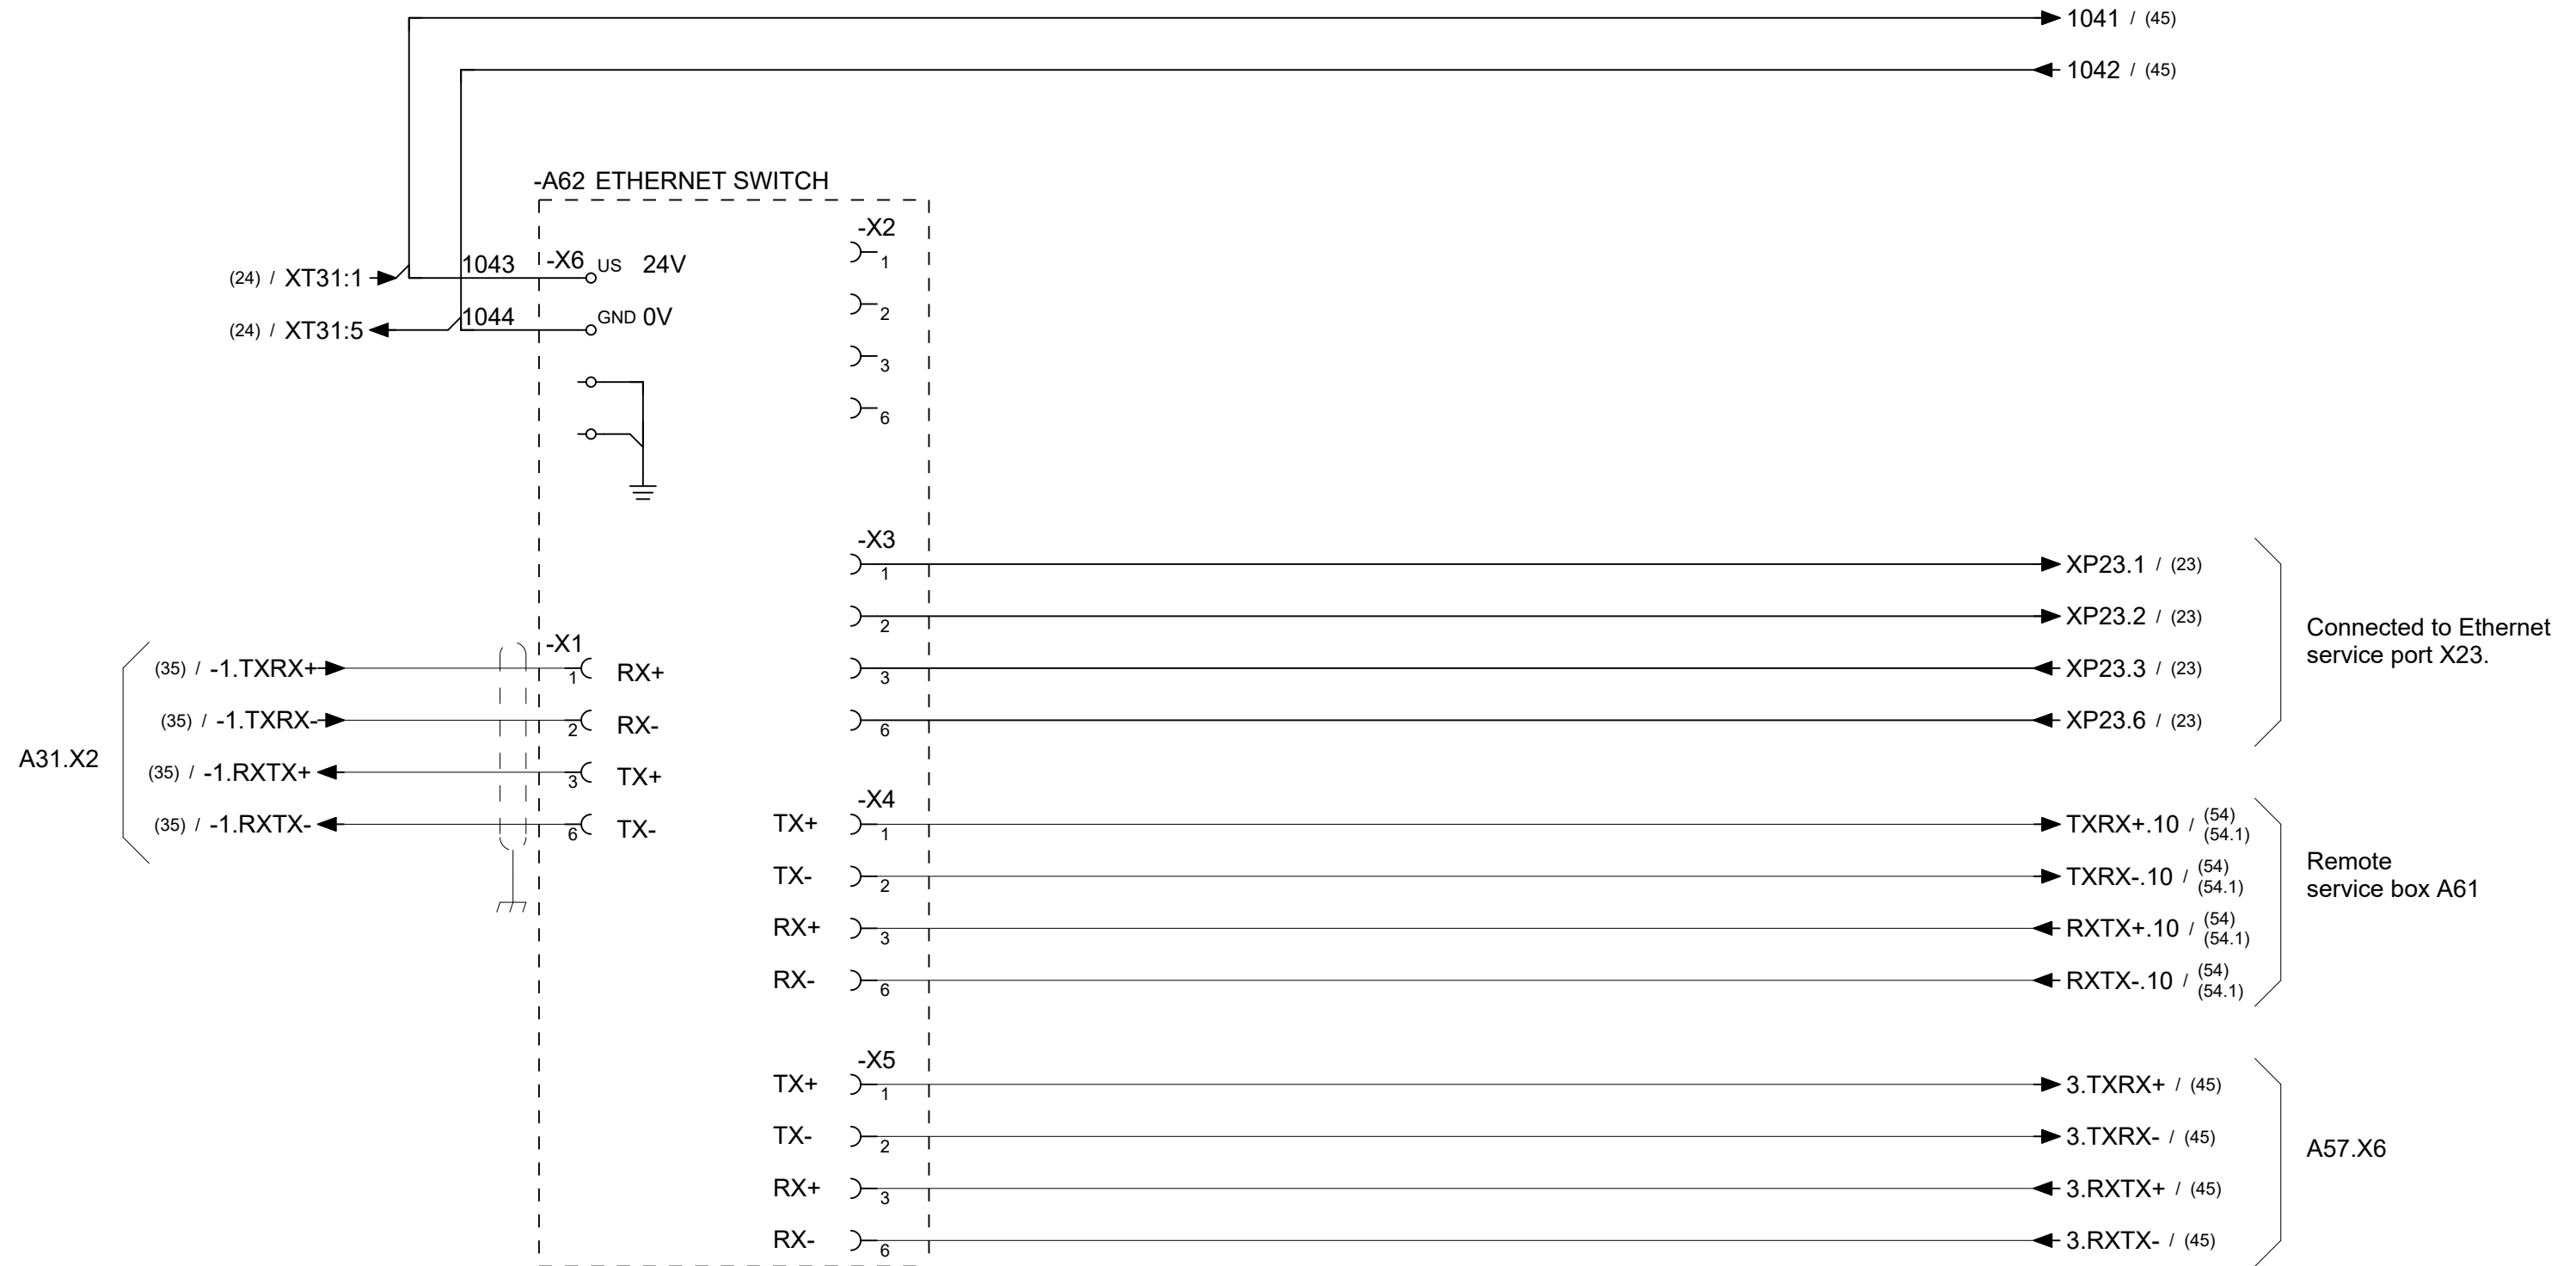 1041 / (45)
1042 / (45)
-A62 ETHERNET SWITCH
-X2
1
2
3
6
(24) / XT31:1
1043
-X6
US
24V
(24) / XT31:5
1044
GND
0V
-X3
1
XP23.1 / (23)
2
XP23.2 / (23)
3
XP23.3 / (23)
6
XP23.6 / (23)
Connected to Ethernet
service port X23.
A31.X2
-X1
(35) / -1.TXRX+
1
RX+
(35) / -1.TXRX-
2
RX-
(35) / -1.RXTX+
3
TX+
(35) / -1.RXTX-
6
TX-
-X4
TX+
1
TXRX+.10 / (54)
(54.1)
TX-
2
TXRX-.10 / (54)
(54.1)
RX+
3
RXTX+.10 / (54)
(54.1)
RX-
6
RXTX-.10 / (54)
(54.1)
Remote
service box A61
-X5
TX+
1
3.TXRX+ / (45)
TX-
2
3.TXRX- / (45)
RX+
3
3.RXTX+ / (45)
RX-
6
3.RXTX- / (45)
A57.X6